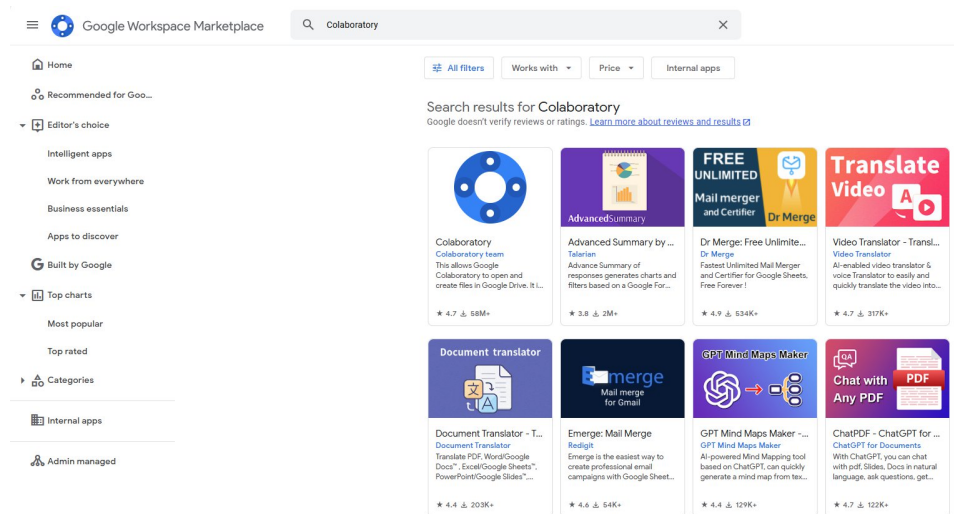 Google Workspace Marketplace
Colaboratory
Home
Recommended for Goo...
Editor's choice
Intelligent apps
Work from everywhere
Business essentials
Apps to discover
Built by Google
Top charts
Most popular
Top rated
Categories
Internal apps
Admin managed
All filters
Works with
Price
Internal apps
Search results for Colaboratory
Google doesn't verify reviews or ratings. Learn more about reviews and results
Colaboratory
Colaboratory team
This allows Google
Colaboratory to open and
create files in Google Drive. It i...
★ 4.7 58M+
AdvancedSummary
Advanced Summary by ...
Talarian
Advance Summary of
responses generates charts and
filters based on a Google For...
★ 3.8 2M+
FREE
UNLIMITED
Mail merger
and Certifier
Dr Merge
Dr Merge: Free Unlimite...
Dr Merge
Fastest Unlimited Mail Merger
and Certifier for Google Sheets,
Free Forever !
★ 4.9 534K+
Translate
Video
A
Video Translator - Transl...
Video Translator
AI-enabled video translator &
voice Translator to easily and
quickly translate the video into...
★ 4.7 317K+
Document translator
文
A
Document Translator - T...
Document Translator
Translate PDF, Word/Google
Docs™, Excel/Google Sheets™,
PowerPoint/Google Slides™,...
★ 4.4 203K+
Emerge
Mail merge
for Gmail
Emerge: Mail Merge
Redigit
Emerge is the easiest way to
create professional email
campaigns with Google Sheet...
★ 4.6 54K+
GPT Mind Maps Maker
GPT Mind Maps Maker -...
GPT Mind Maps Maker
AI-powered Mind Mapping tool
based on ChatGPT, can quickly
generate a mind map from tex...
★ 4.4 129K+
QA
Chat with
Any PDF
PDF
ChatPDF - ChatGPT for ...
ChatGPT for Documents
With ChatGPT, you can chat
with pdf, Slides, Docs in natural
language, ask questions, get...
★ 4.7 122K+